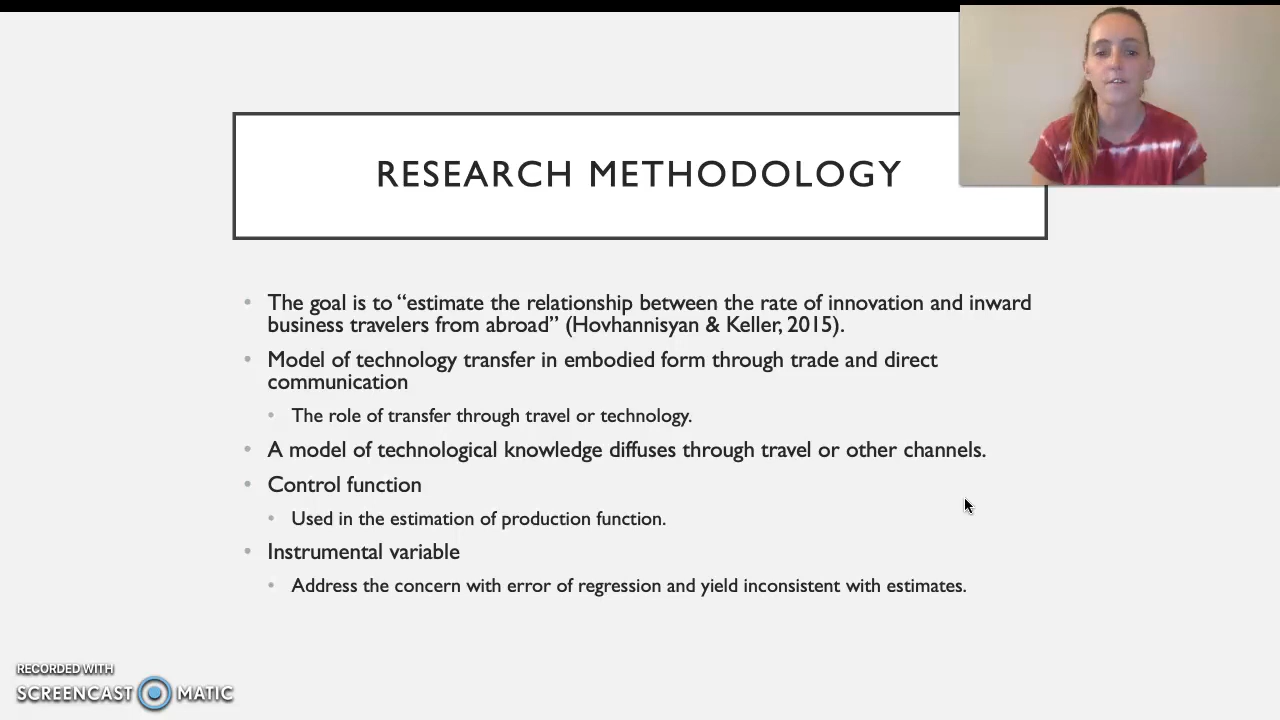 RESEARCH METHODOLOGY
• The goal is to “estimate the relationship between the rate of innovation and inward
business travelers from abroad” (Hovhannisyan & Keller, 2015).
• Model of technology transfer in embodied form through trade and direct
communication
• The role of transfer through travel or technology.
• A model of technological knowledge diffuses through travel or other channels.
• Control function
• Used in the estimation of production function.
• Instrumental variable
• Address the concern with error of regression and yield inconsistent with estimates.
RECORDED WITH
SCREENCAST MATIC